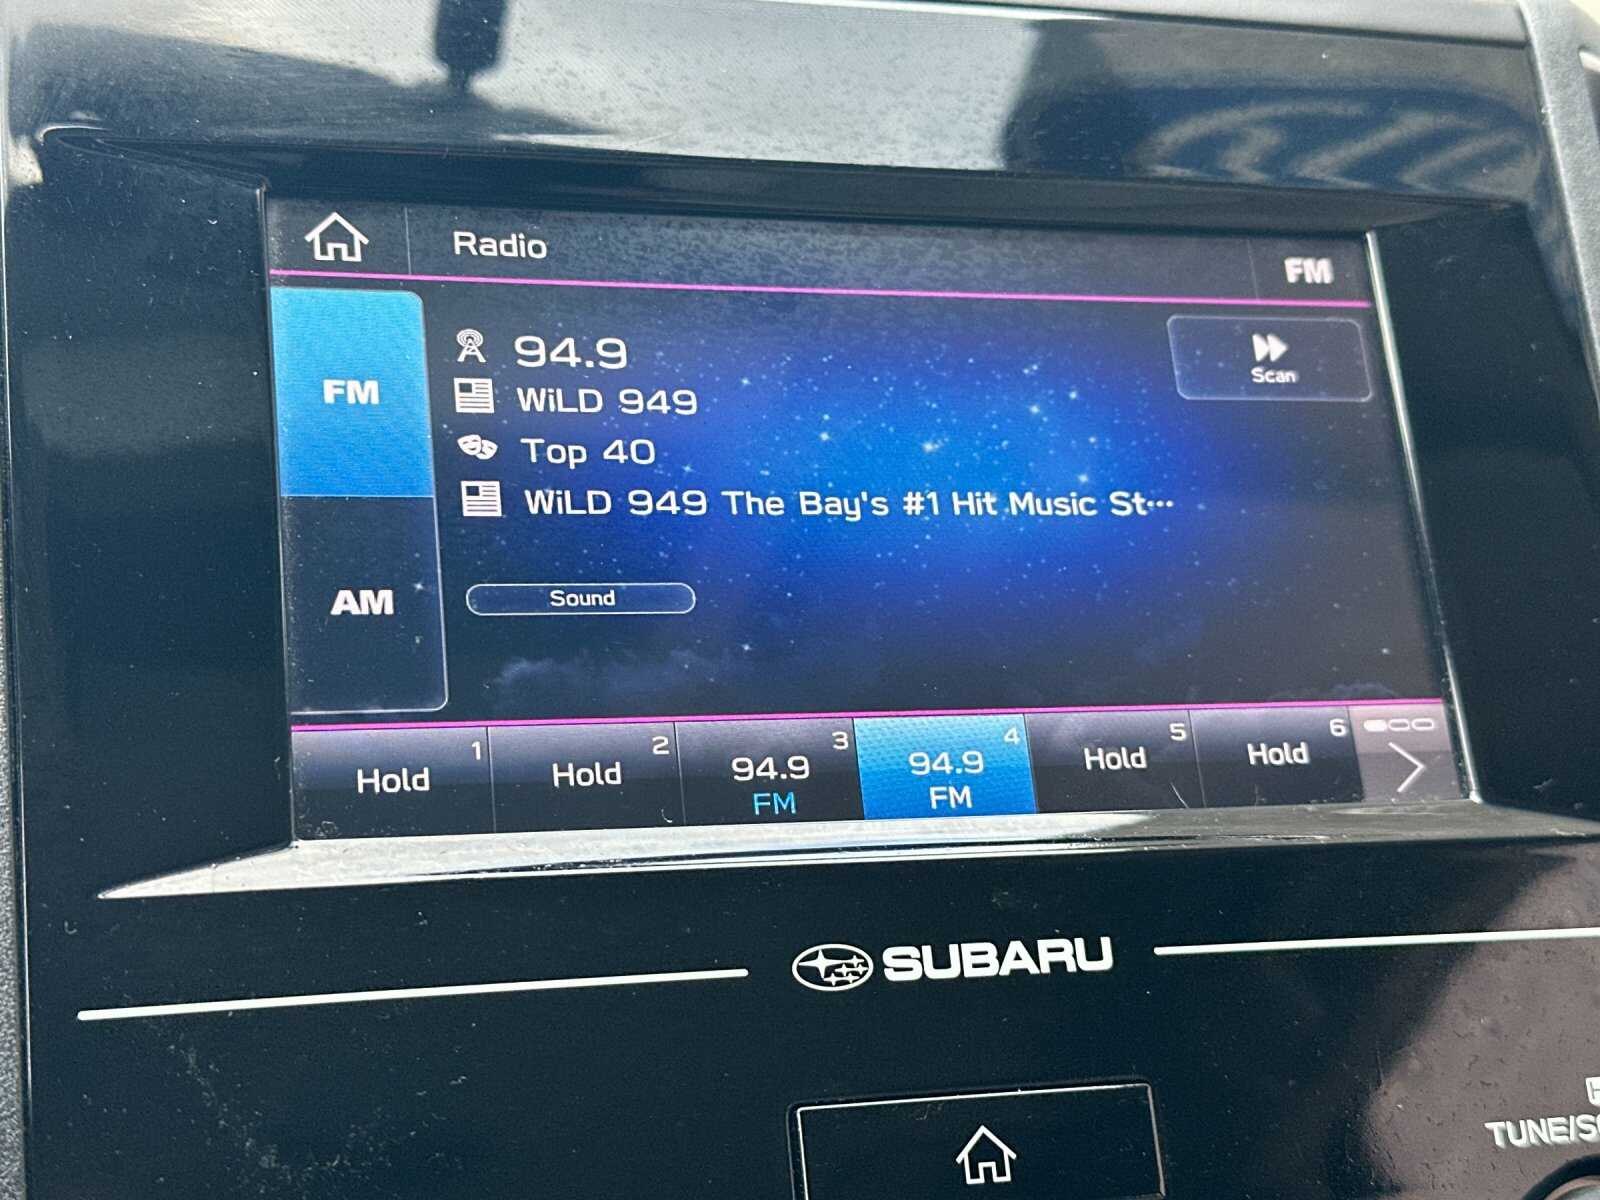 Radio
FM
94.9
Scan
FM
WiLD 949
Top 40
WiLD 949 The Bay's #1 Hit Music St...
AM
Sound
1
Hold
2
Hold
3
94.9
FM
4
94.9
FM
5
Hold
6
Hold
SUBARU